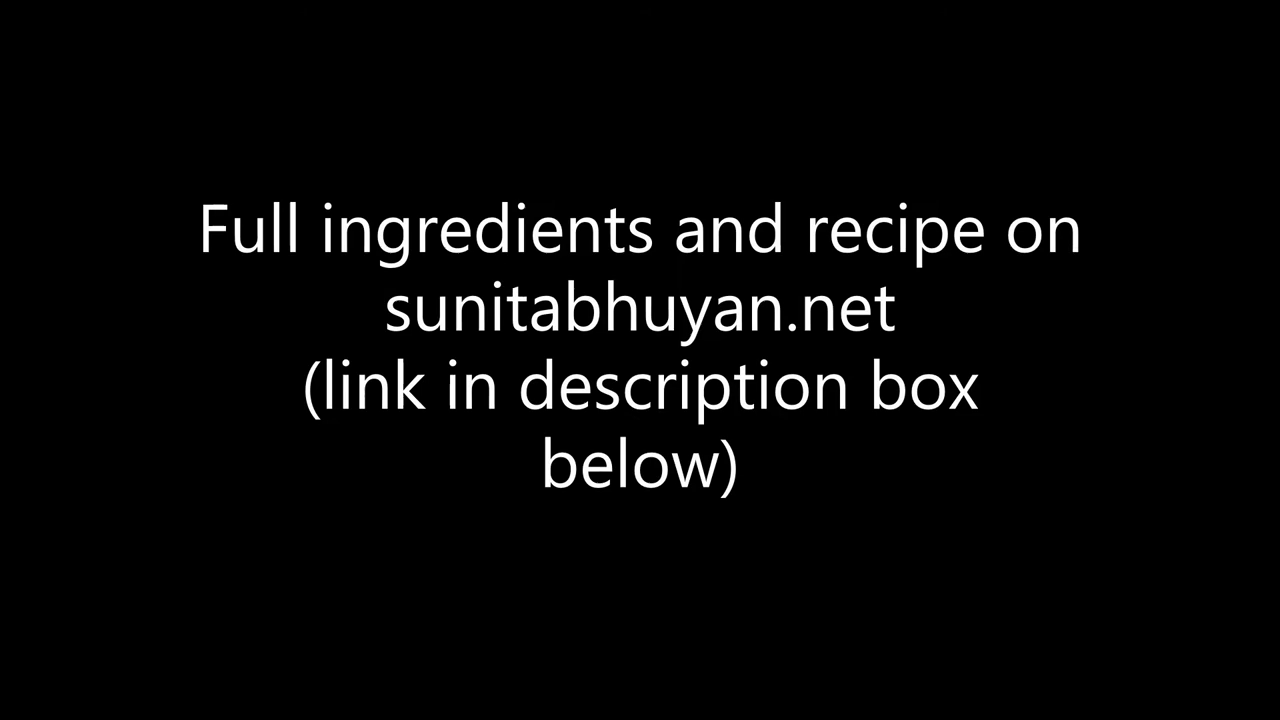 Full ingredients and recipe on
sunitabhuyan.net
(link in description box
below)